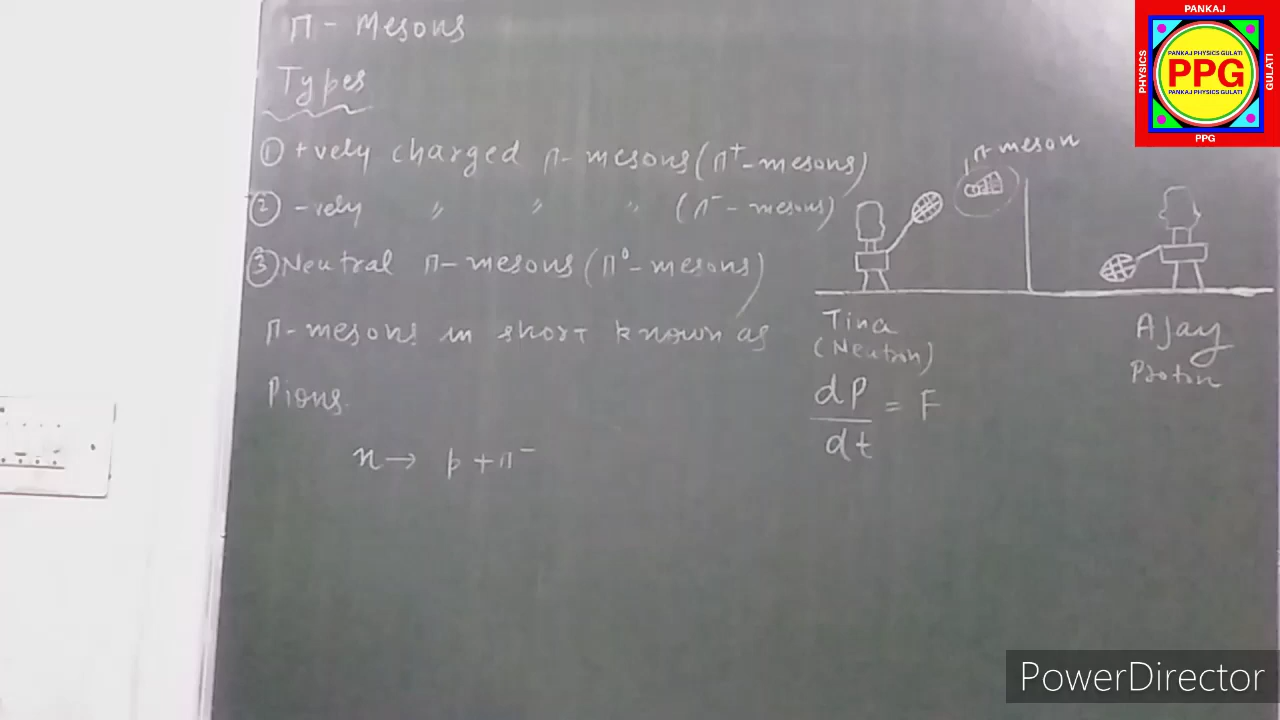 π - Mesons
Types
① +vely charged π- mesons (π⁺- mesons)
② -vely " " " (π⁻- mesons)
③ Neutral π- mesons (π⁰- mesons)
π-mesons in short known as
Pions.
n → p + π⁻
π-meson
Tina
(Neutron)
Ajay
Proton
dP
dt
= F
PANKAJ
PHYSICS
GULATI
PANKAJ PHYSICS GULATI
PPG
PANKAJ PHYSICS GULATI
PPG
PowerDirector